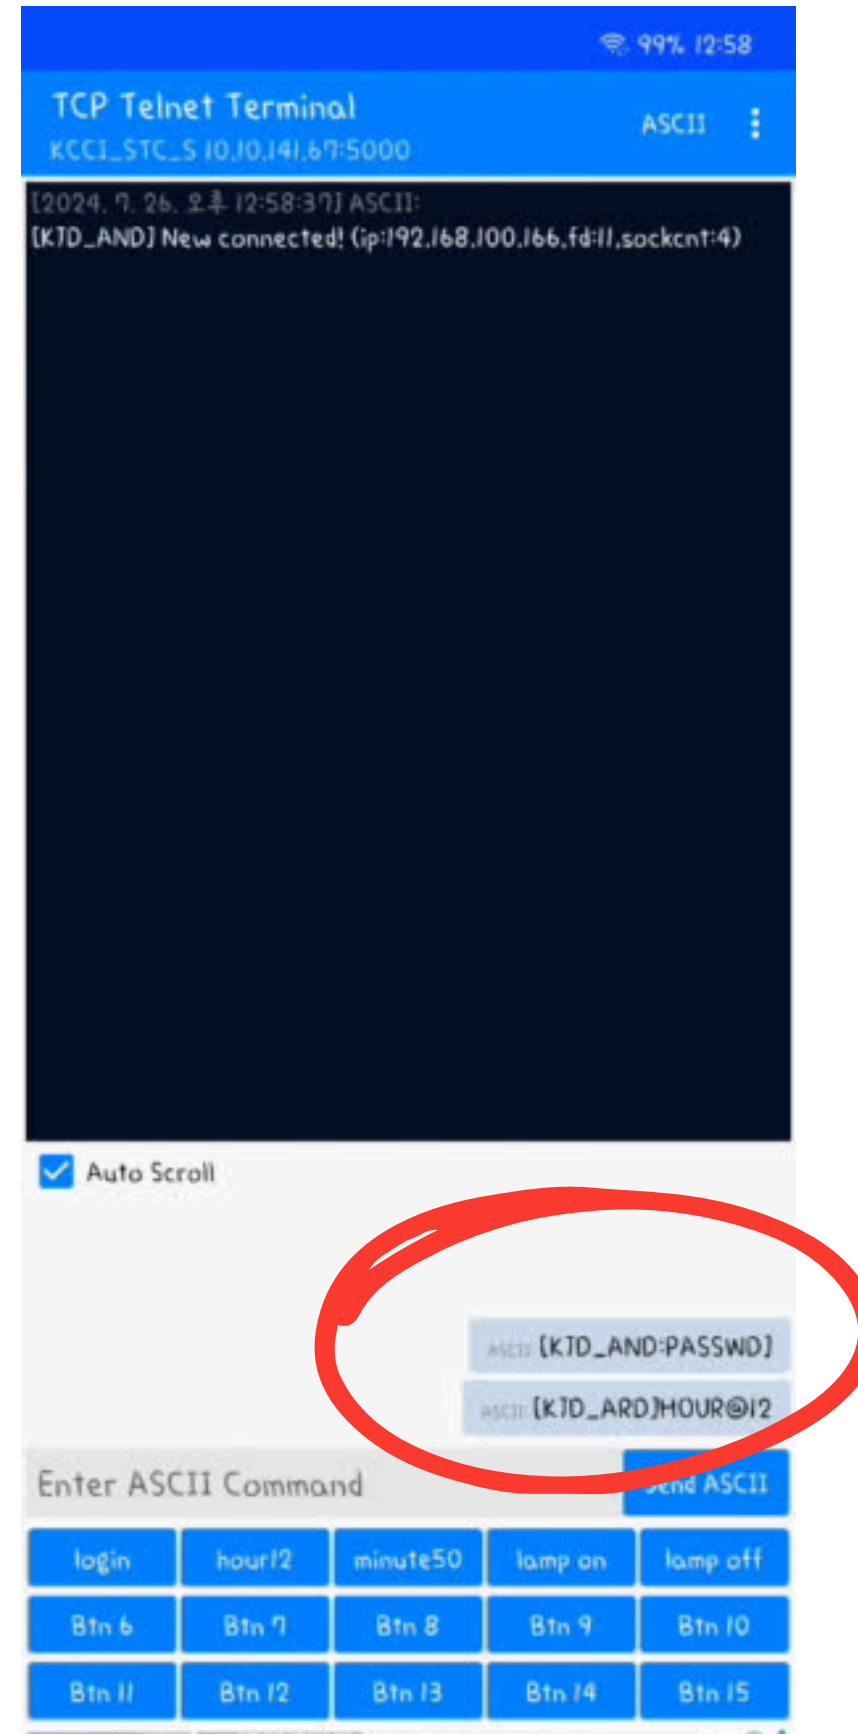 99% 12:58
TCP Telnet Terminal
ASCII
KCCI_STC_S 10.10.141.67:5000
[2024. 7. 26. 오후 12:58:37] ASCII:
[KJD_AND] New connected! (ip:192.168.100.166,fd:11,sockcnt:4)
Auto Scroll
ASCII: [KJD_AND:PASSWD]
ASCII: [KJD_ARD]HOUR@12
Enter ASCII Command
Send ASCII
login hour12 minute50 lamp on lamp off
Btn 6 Btn 7 Btn 8 Btn 9 Btn 10
Btn 11 Btn 12 Btn 13 Btn 14 Btn 15